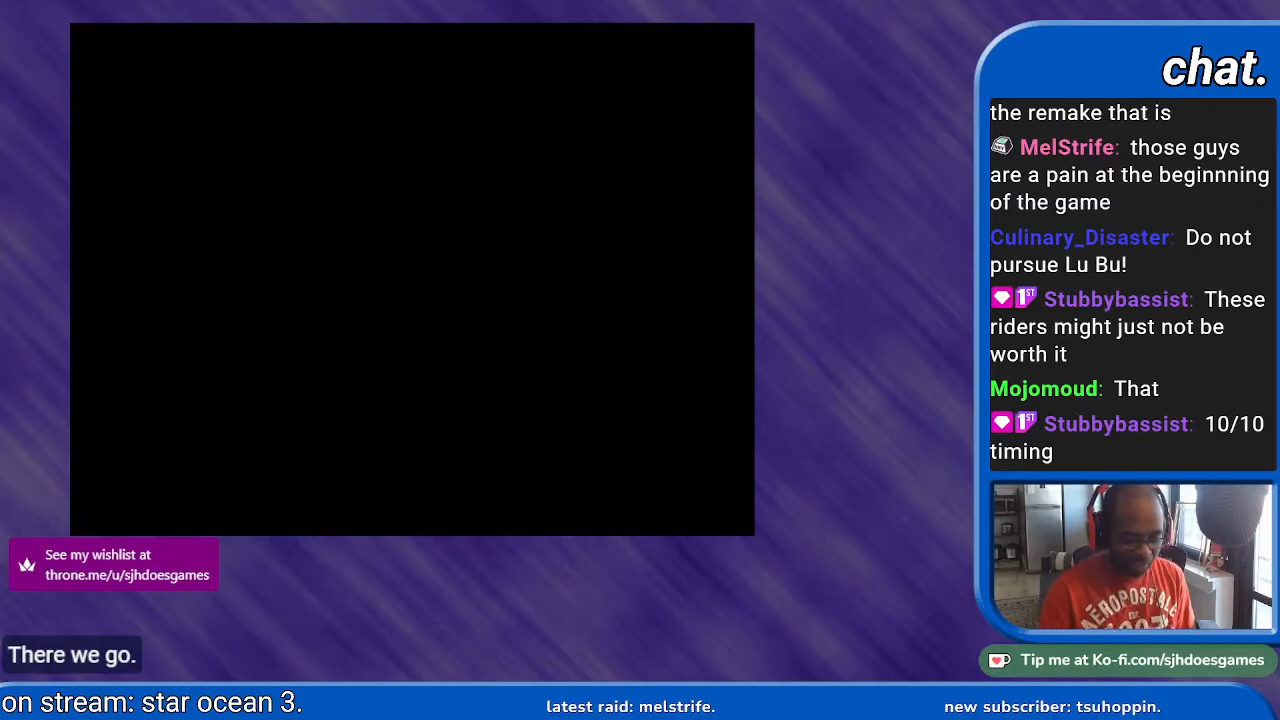 chat.
the remake that is
MelStrife: those guys
are a pain at the beginnning
of the game
Culinary_Disaster: Do not
pursue Lu Bu!
1ST Stubbybassist: These
riders might just not be
worth it
Mojomoud: That
1ST Stubbybassist: 10/10
timing
See my wishlist at
throne.me/u/sjhdoesgames
There we go.
AÉROPOSTALE
Tip me at Ko-fi.com/sjhdoesgames
on stream: star ocean 3.
latest raid: melstrife.
new subscriber: tsuhoppin.